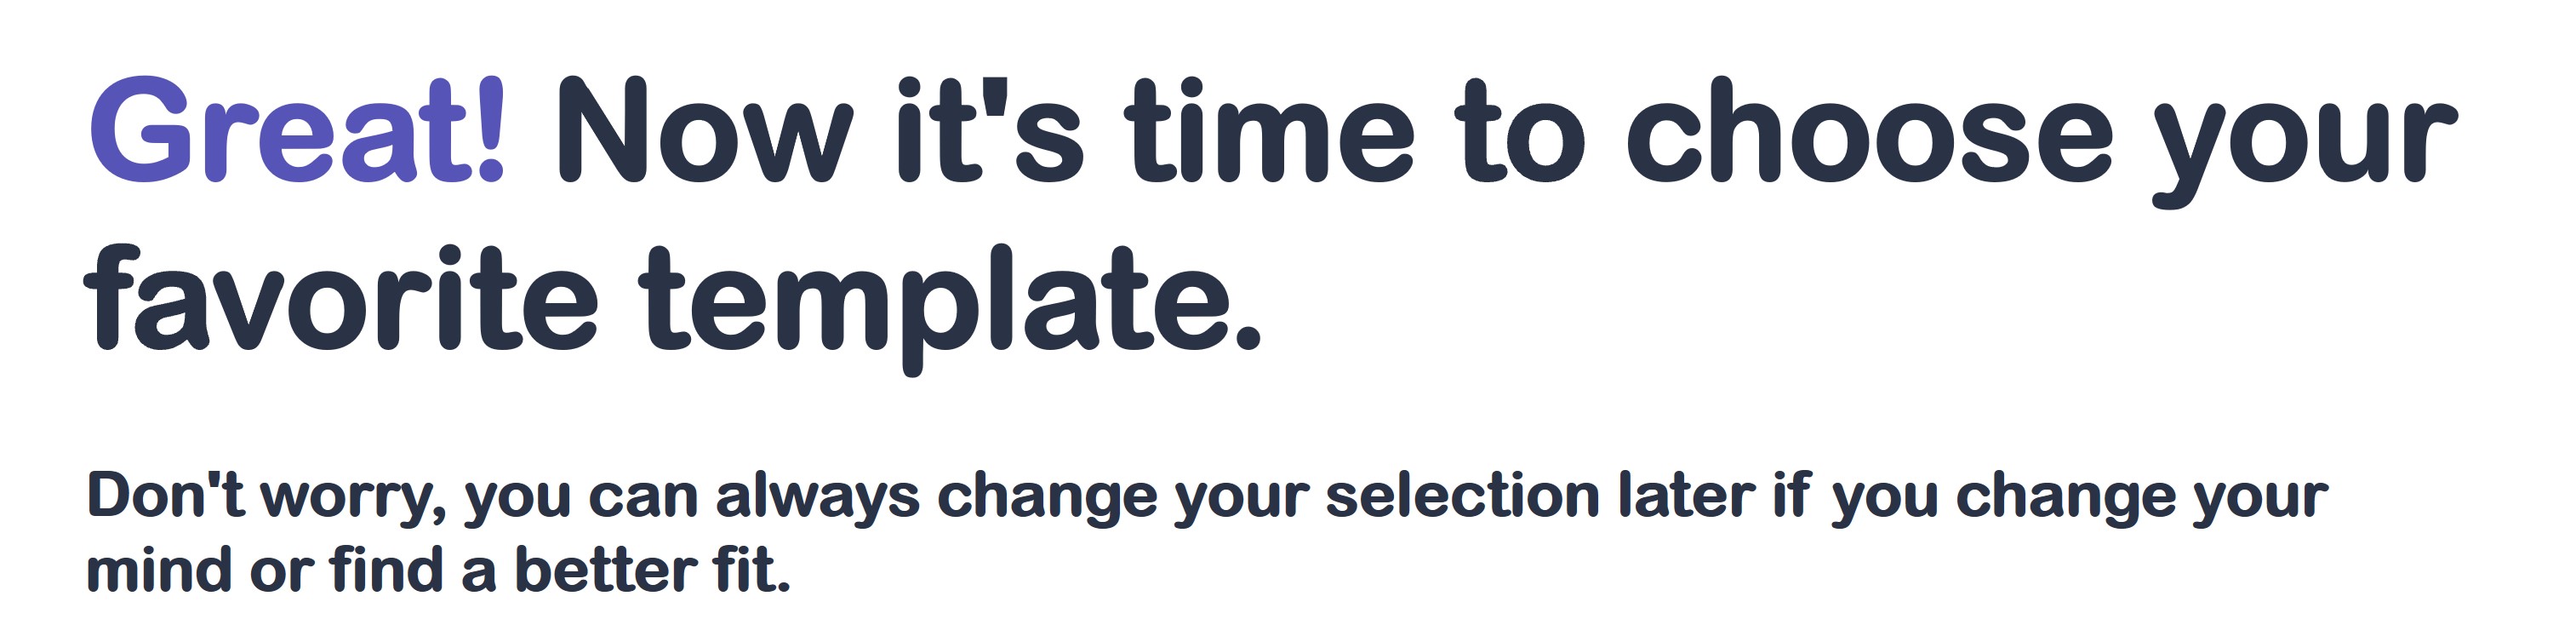 Great! Now it's time to choose your
favorite template.
Don't worry, you can always change your selection later if you change your
mind or find a better fit.